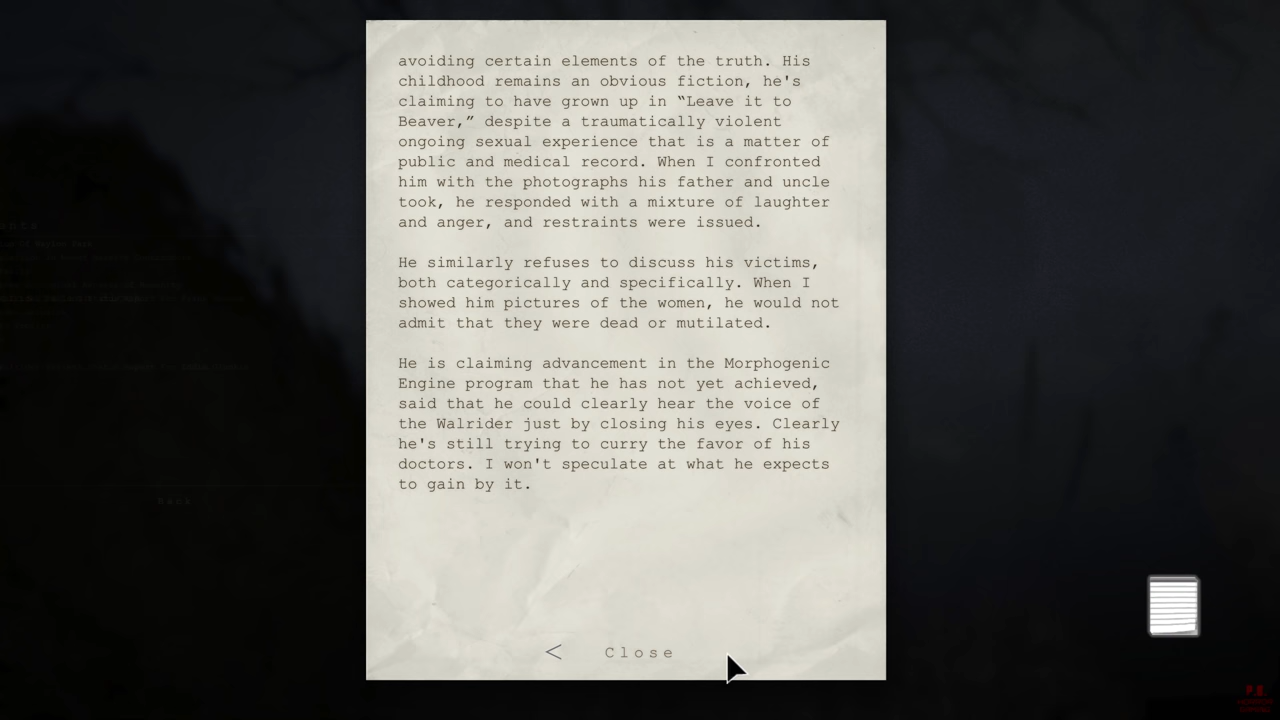 avoiding certain elements of the truth. His
childhood remains an obvious fiction, he's
claiming to have grown up in “Leave it to
Beaver,” despite a traumatically violent
ongoing sexual experience that is a matter of
public and medical record. When I confronted
him with the photographs his father and uncle
took, he responded with a mixture of laughter
and anger, and restraints were issued.
He similarly refuses to discuss his victims,
both categorically and specifically. When I
showed him pictures of the women, he would not
admit that they were dead or mutilated.
He is claiming advancement in the Morphogenic
Engine program that he has not yet achieved,
said that he could clearly hear the voice of
the Walrider just by closing his eyes. Clearly
he's still trying to curry the favor of his
doctors. I won't speculate at what he expects
to gain by it.
< Close